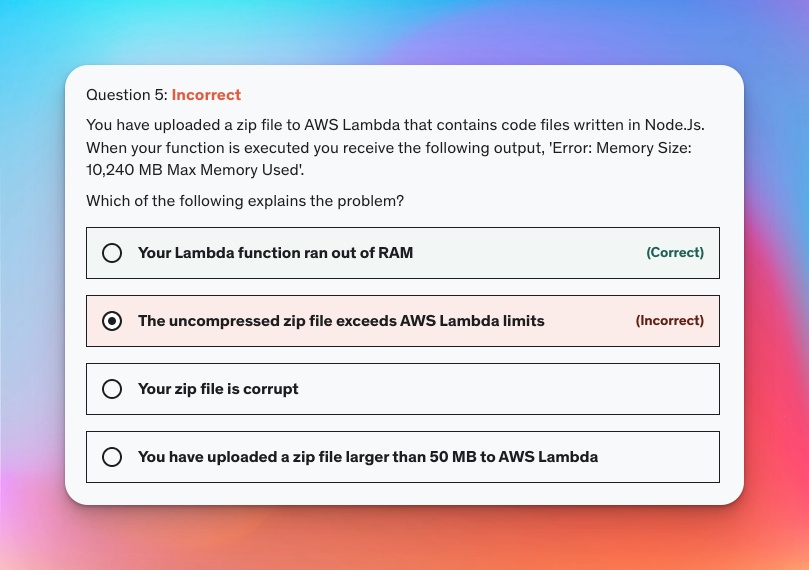 Question 5: Incorrect
You have uploaded a zip file to AWS Lambda that contains code files written in Node.Js.
When your function is executed you receive the following output, 'Error: Memory Size:
10,240 MB Max Memory Used'.
Which of the following explains the problem?
Your Lambda function ran out of RAM (Correct)
The uncompressed zip file exceeds AWS Lambda limits (Incorrect)
Your zip file is corrupt
You have uploaded a zip file larger than 50 MB to AWS Lambda